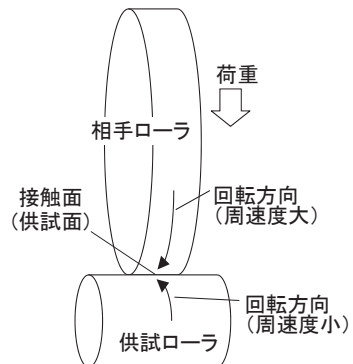 荷重
相手ローラ
接触面
(供試面)
回転方向
(周速度大)
回転方向
(周速度小)
供試ローラ